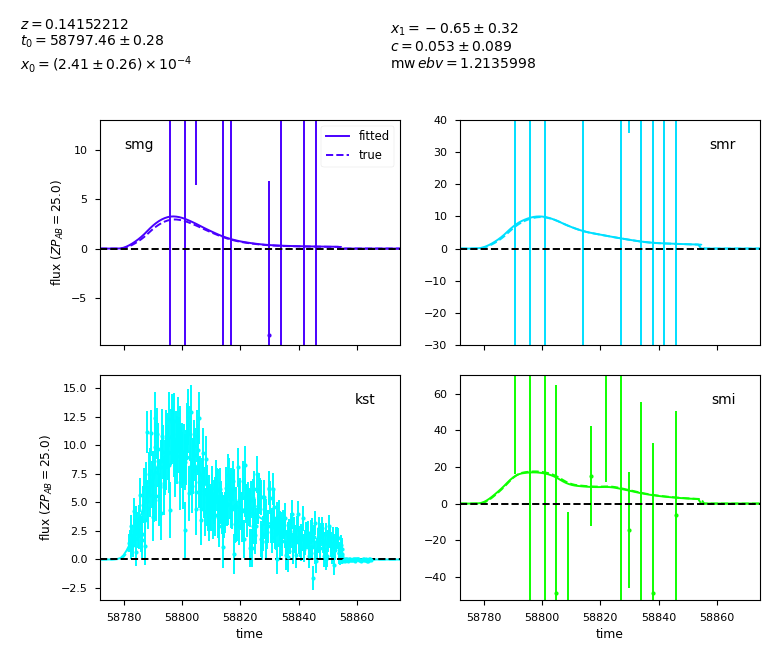 z = 0.14152212
t₀ = 58797.46 ± 0.28
x₀ = (2.41 ± 0.26) × 10⁻⁴
x₁ = −0.65 ± 0.32
c = 0.053 ± 0.089
mw ebv = 1.2135998
smg
fitted
true
10
5
0
−5
flux (ZP_AB = 25.0)
smr
40
30
20
10
0
−10
−20
−30
kst
15.0
12.5
10.0
7.5
5.0
2.5
0.0
−2.5
flux (ZP_AB = 25.0)
58780 58800 58820 58840 58860
time
smi
60
40
20
0
−20
−40
58780 58800 58820 58840 58860
time